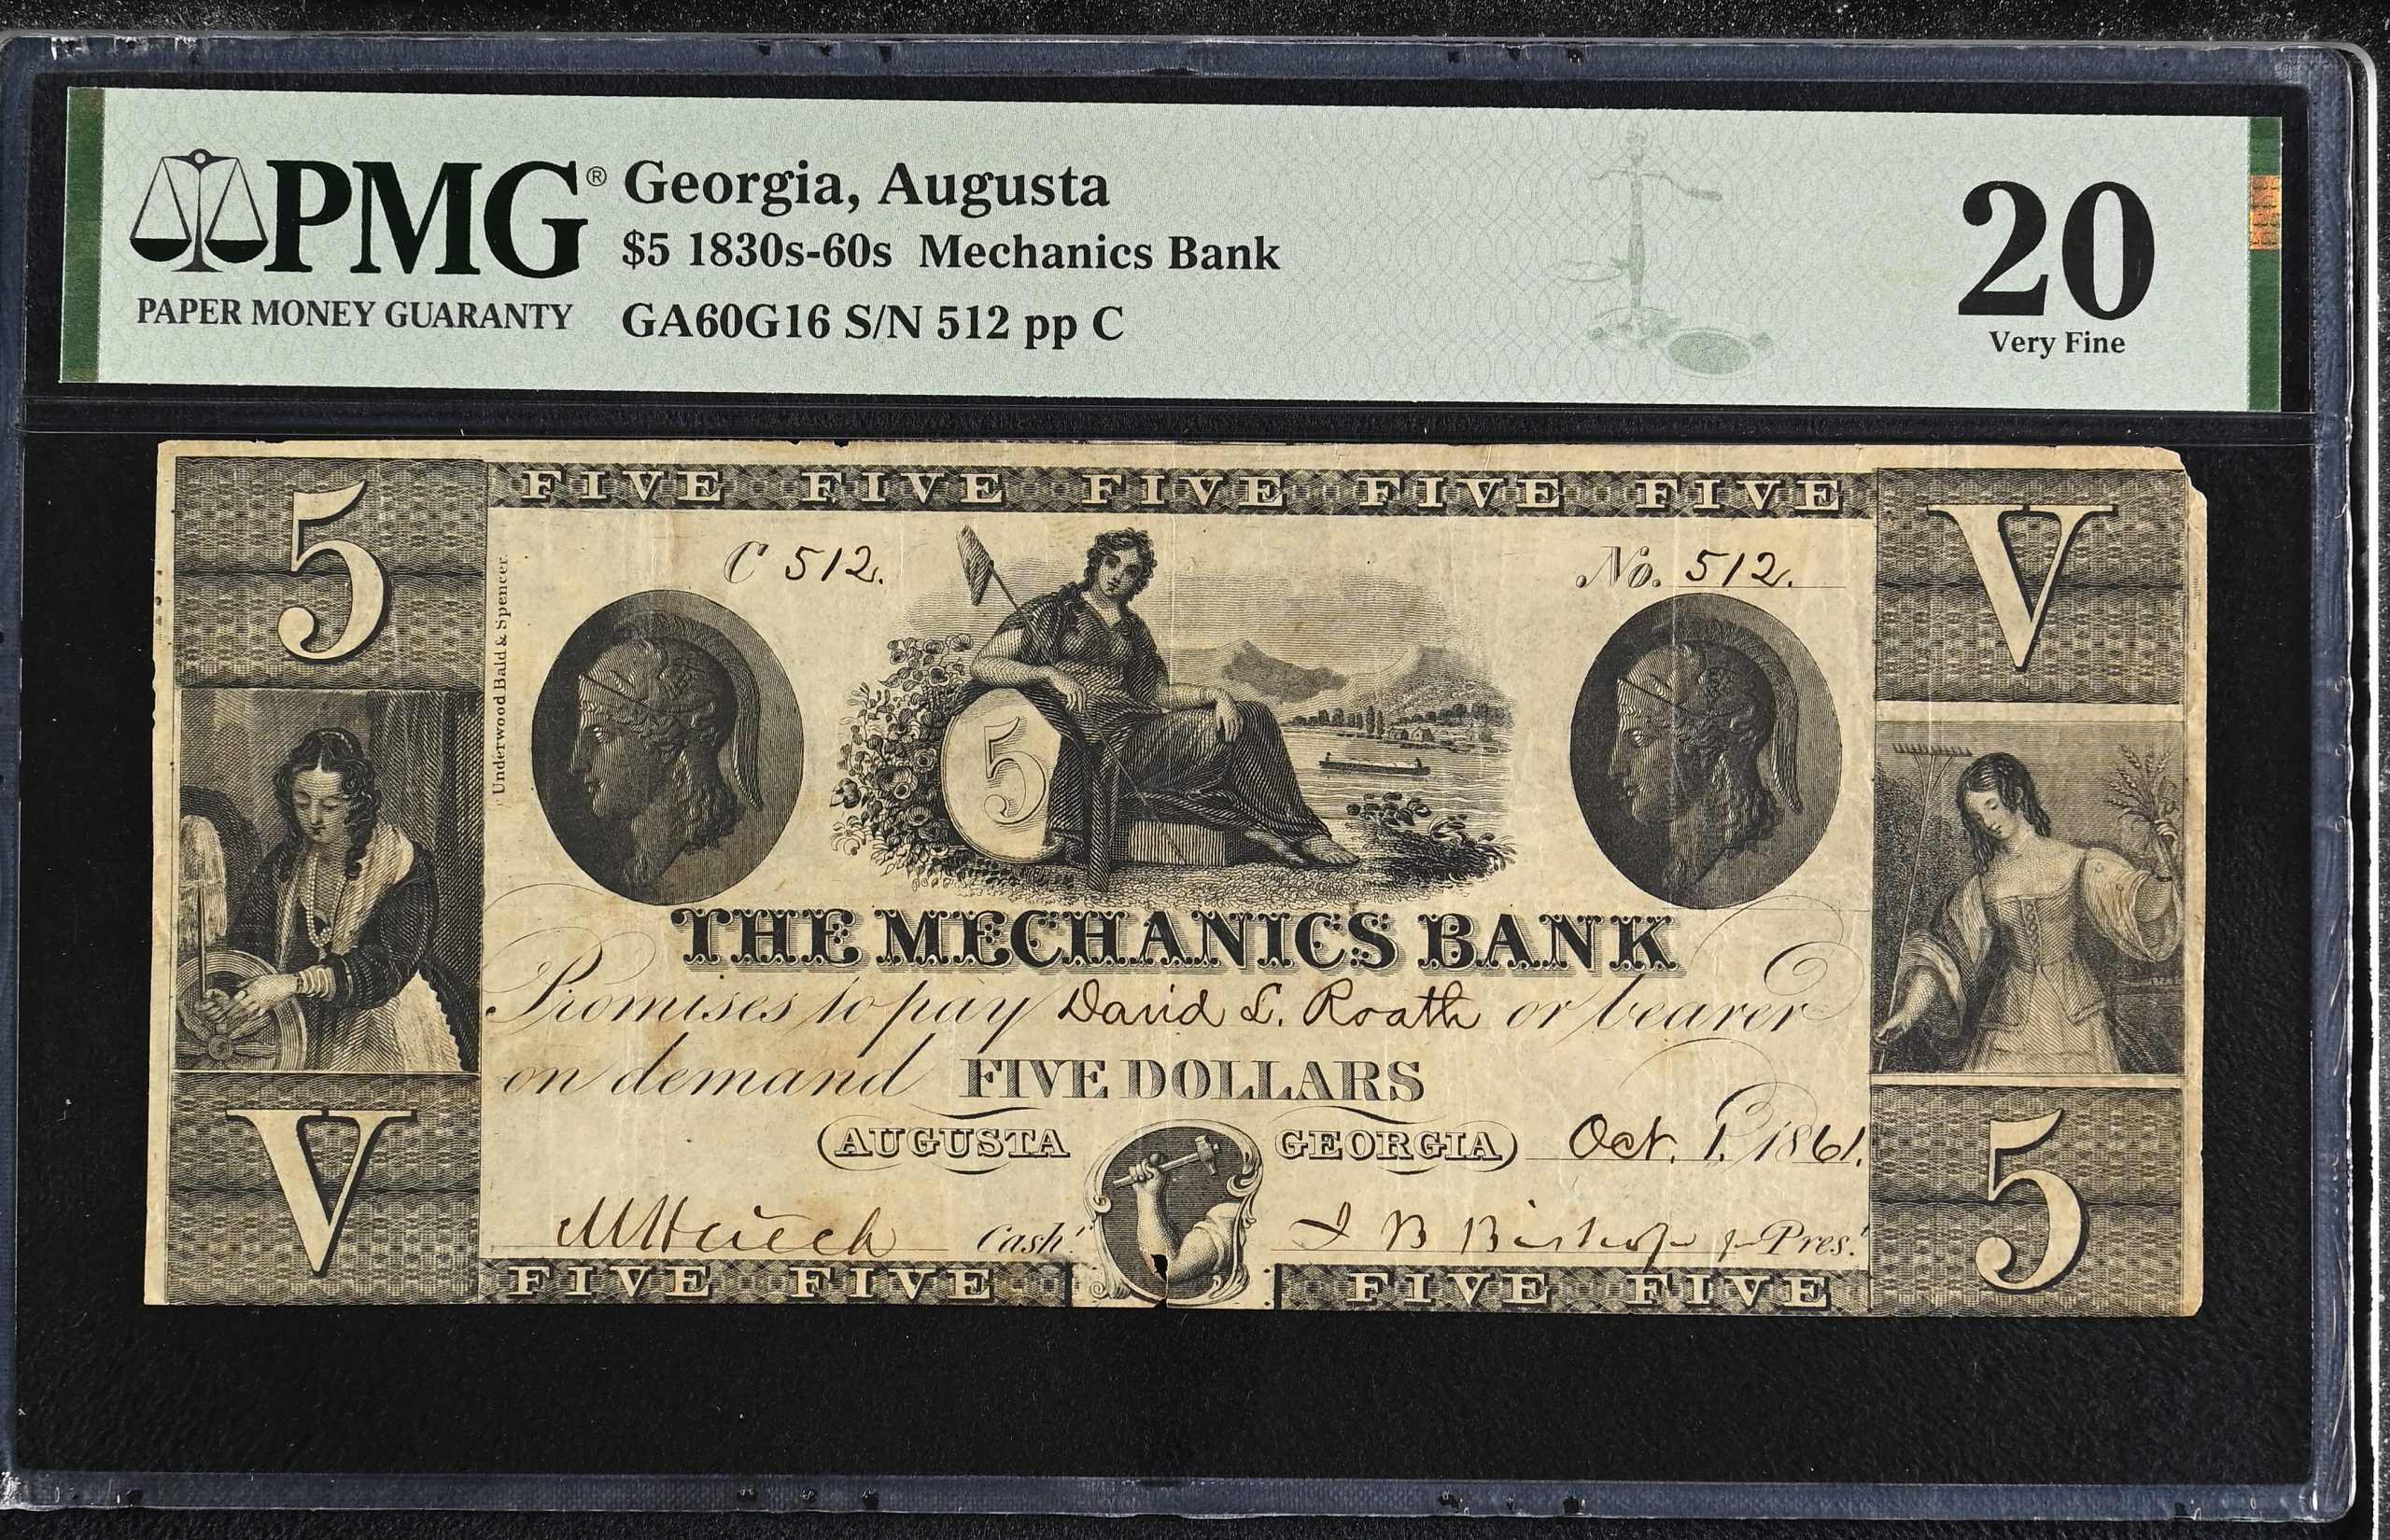 PMG®
PAPER MONEY GUARANTY
Georgia, Augusta
$5 1830s-60s Mechanics Bank
GA60G16 S/N 512 pp C
20
Very Fine
5 FIVE FIVE FIVE FIVE FIVE V
C 512. No. 512.
Underwood Bald & Spencer
5
THE MECHANICS BANK
Promises to pay David L. Roath or bearer
on demand FIVE DOLLARS
AUGUSTA GEORGIA Oct. 1. 1861.
Cash.r J B Bishop Pres.t
V FIVE FIVE FIVE FIVE 5